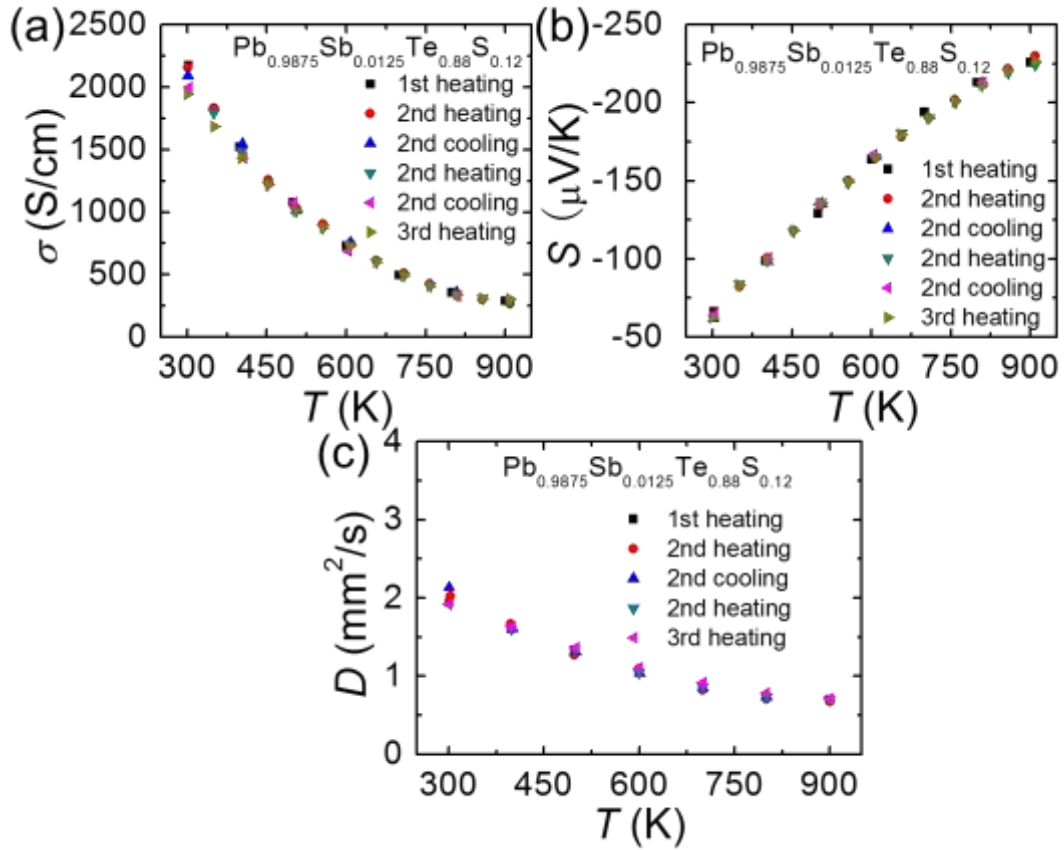 (a)
2500
2000
1500
1000
500
0
σ (S/cm)
Pb0.9875Sb0.0125Te0.88S0.12
1st heating
2nd heating
2nd cooling
2nd heating
2nd cooling
3rd heating
300 450 600 750 900
T (K)
(b)
-250
-200
-150
-100
-50
S (μV/K)
Pb0.9875Sb0.0125Te0.88S0.12
1st heating
2nd heating
2nd cooling
2nd heating
2nd cooling
3rd heating
300 450 600 750 900
T (K)
(c)
4
3
2
1
0
D (mm²/s)
Pb0.9875Sb0.0125Te0.88S0.12
1st heating
2nd heating
2nd cooling
2nd heating
3rd heating
300 450 600 750 900
T (K)